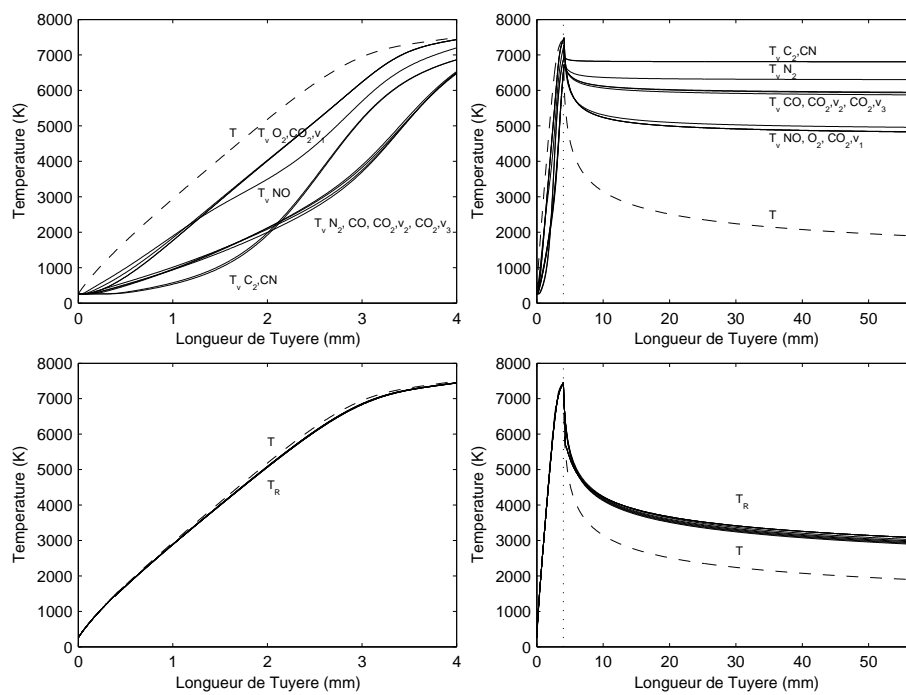 8000
7000
6000
5000
4000
3000
2000
1000
0
Temperature (K)
T
T_v O_2,CO_2,v_1
T_v NO
T_v N_2, CO, CO_2,v_2, CO_2,v_3
T_v C_2,CN
0 1 2 3 4
Longueur de Tuyere (mm)
8000
7000
6000
5000
4000
3000
2000
1000
0
Temperature (K)
T_v C_2,CN
T_v N_2
T_v CO, CO_2,v_2, CO_2,v_3
T_v NO, O_2, CO_2,v_1
T
0 10 20 30 40 50
Longueur de Tuyere (mm)
8000
7000
6000
5000
4000
3000
2000
1000
0
Temperature (K)
T
T_R
0 1 2 3 4
Longueur de Tuyere (mm)
8000
7000
6000
5000
4000
3000
2000
1000
0
Temperature (K)
T_R
T
0 10 20 30 40 50
Longueur de Tuyere (mm)